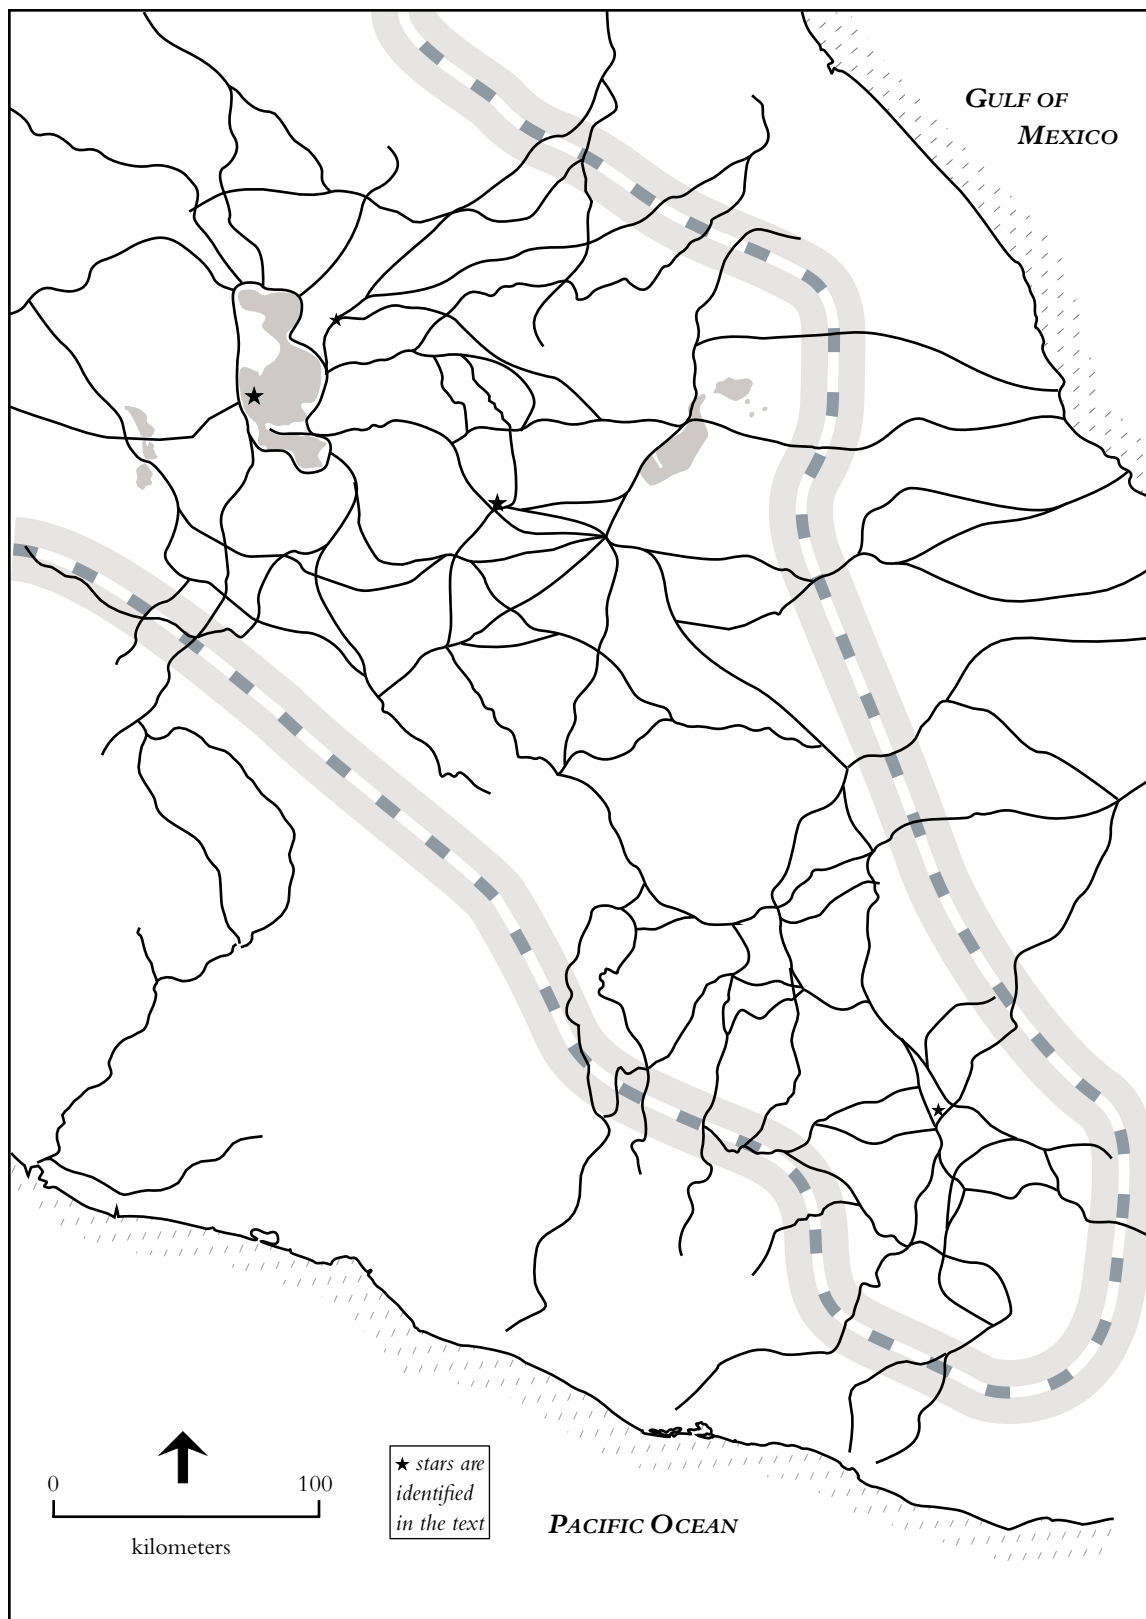 GULF OF
MEXICO
0 100
kilometers
★ stars are
identified
in the text
PACIFIC OCEAN